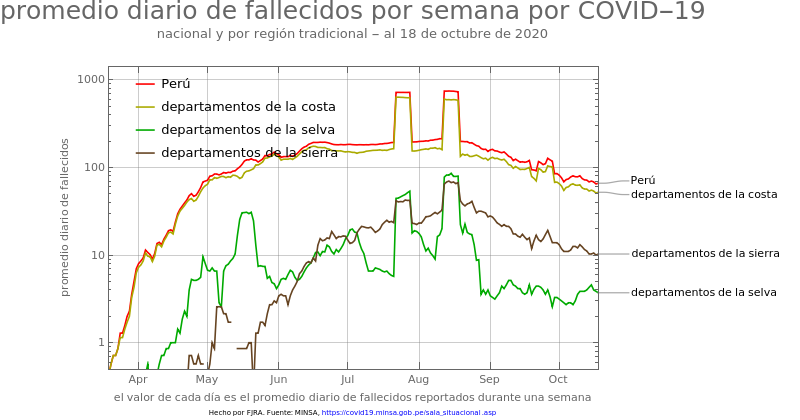 promedio diario de fallecidos por semana por COVID‒19
nacional y por región tradicional ‒ al 18 de octubre de 2020
promedio diario de fallecidos
1000
100
10
1
Perú
departamentos de la costa
departamentos de la selva
departamentos de la sierra
Perú
departamentos de la costa
departamentos de la sierra
departamentos de la selva
Apr May Jun Jul Aug Sep Oct
el valor de cada día es el promedio diario de fallecidos reportados durante una semana
Hecho por FJRA. Fuente: MINSA, https://covid19.minsa.gob.pe/sala_situacional.asp